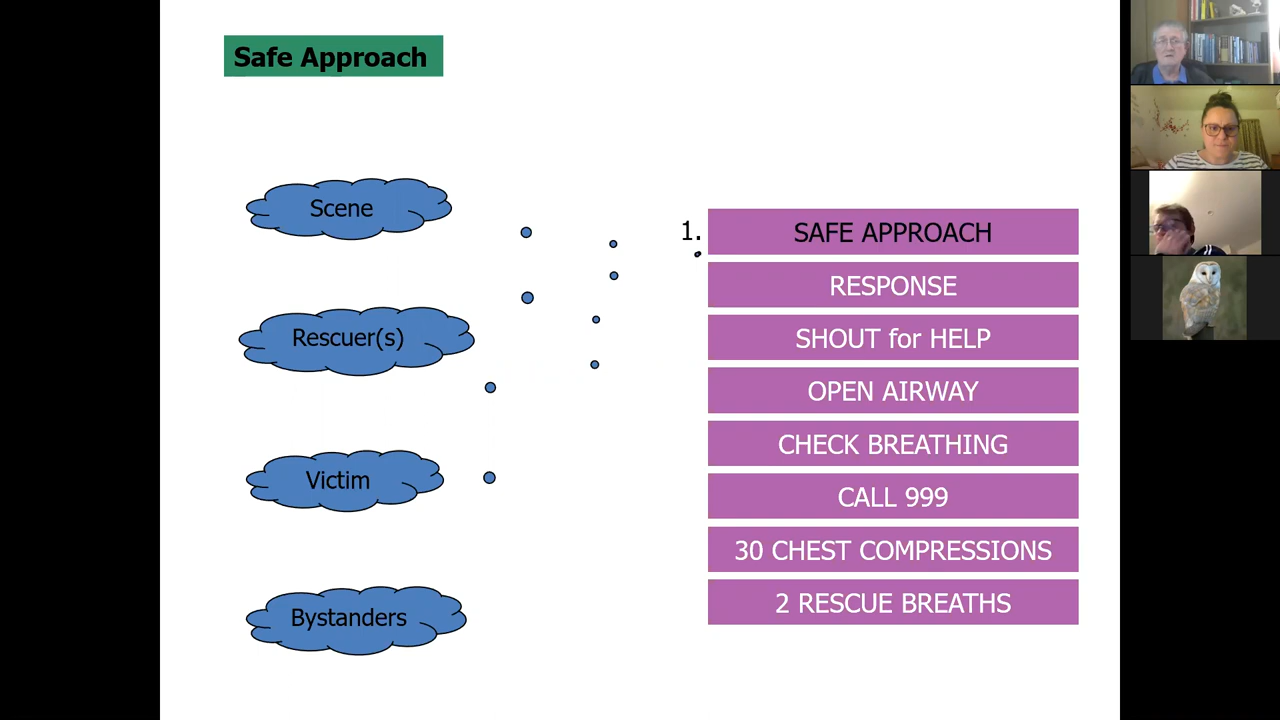 Safe Approach
Scene
Rescuer(s)
Victim
Bystanders
1.
SAFE APPROACH
RESPONSE
SHOUT for HELP
OPEN AIRWAY
CHECK BREATHING
CALL 999
30 CHEST COMPRESSIONS
2 RESCUE BREATHS